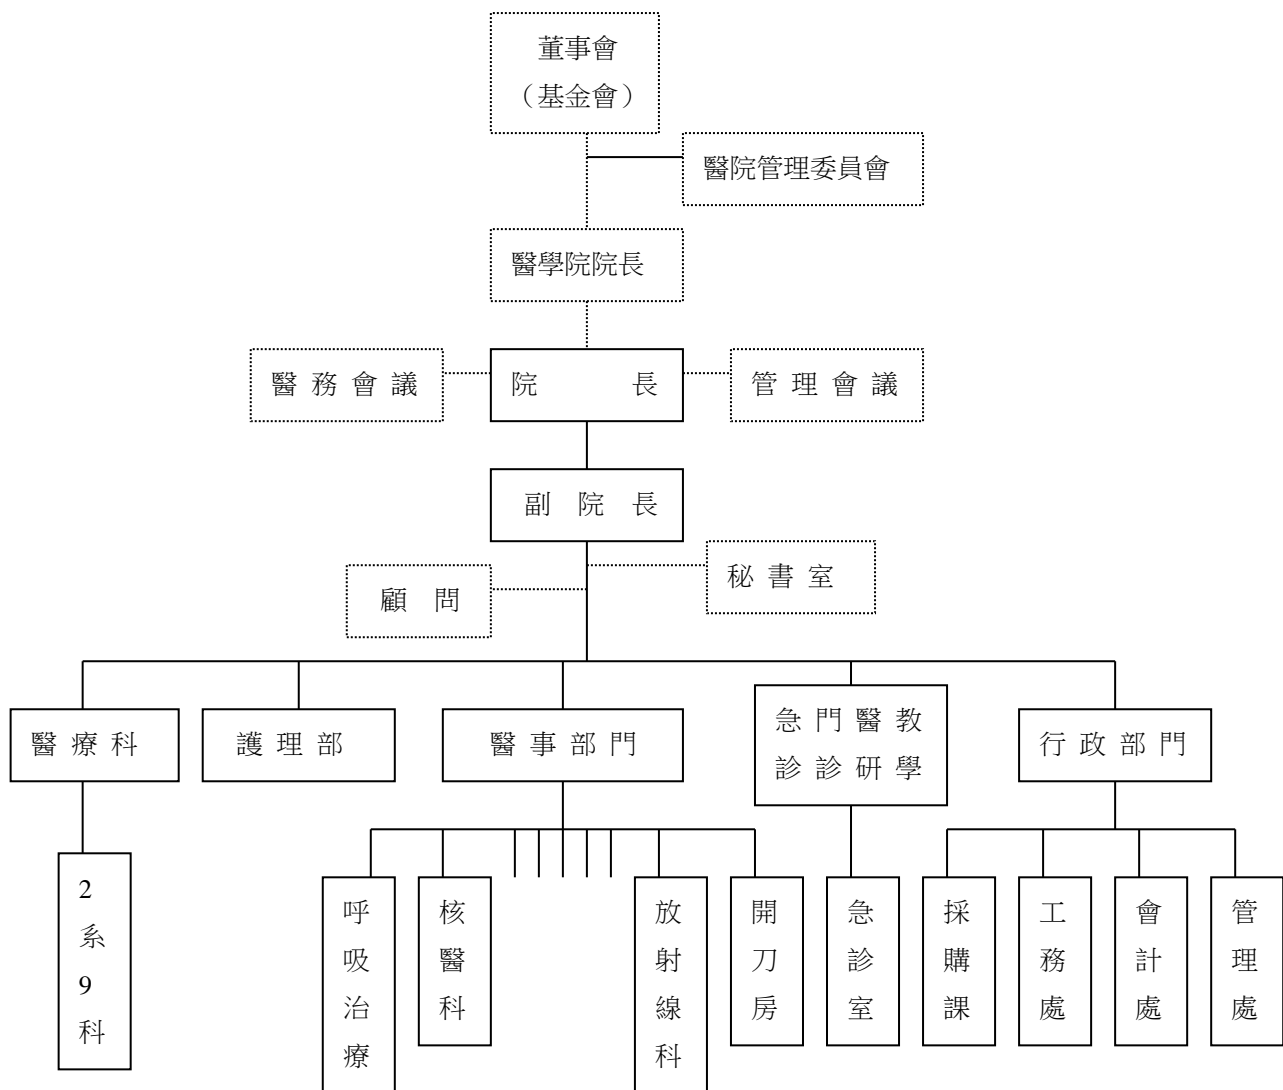 董事會
（基金會）
醫院管理委員會
醫學院院長
醫務會議
院長
管理會議
副院長
秘書室
顧問
醫療科
護理部
醫事部門
急門醫教
診診研學
行政部門
2系9科
呼吸治療
核醫科
放射線科
開刀房
急診室
採購課
工務處
會計處
管理處